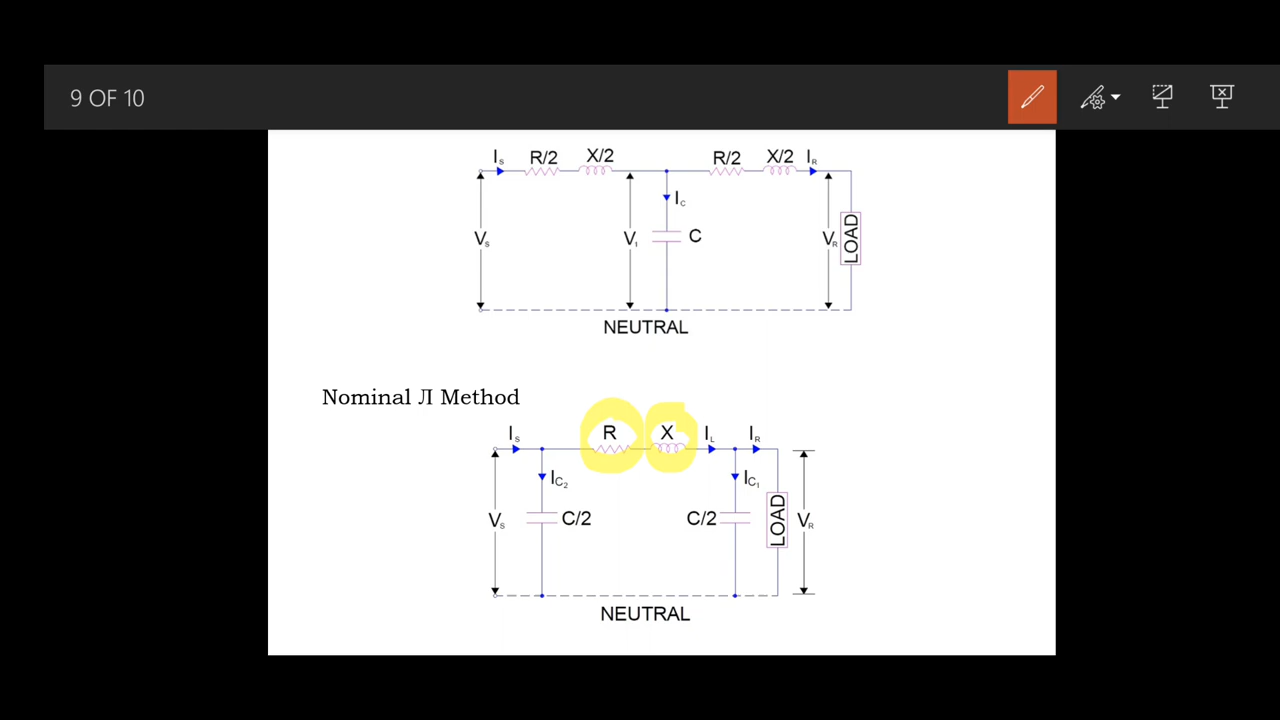 9 OF 10
Is R/2 X/2 R/2 X/2 IR
Ic
Vs V1 C VR LOAD
NEUTRAL
Nominal Л Method
Is R X IL IR
IC2 IC1
Vs C/2 C/2 LOAD VR
NEUTRAL